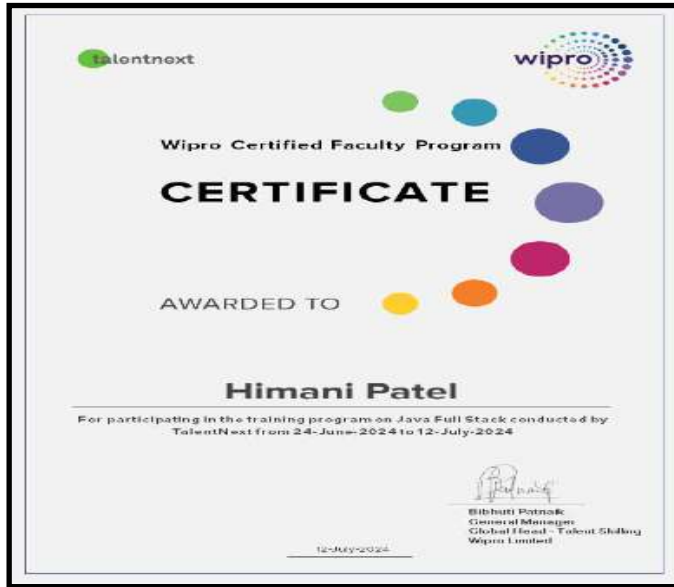 talentnext
wipro
Wipro Certified Faculty Program
CERTIFICATE
AWARDED TO
Himani Patel
For participating in the training program on Java Full Stack conducted by
TalentNext from 24-June-2024 to 12-July-2024
Bibhuti Patnaik
General Manager
Global Head - Talent Skilling
Wipro Limited
12-July-2024